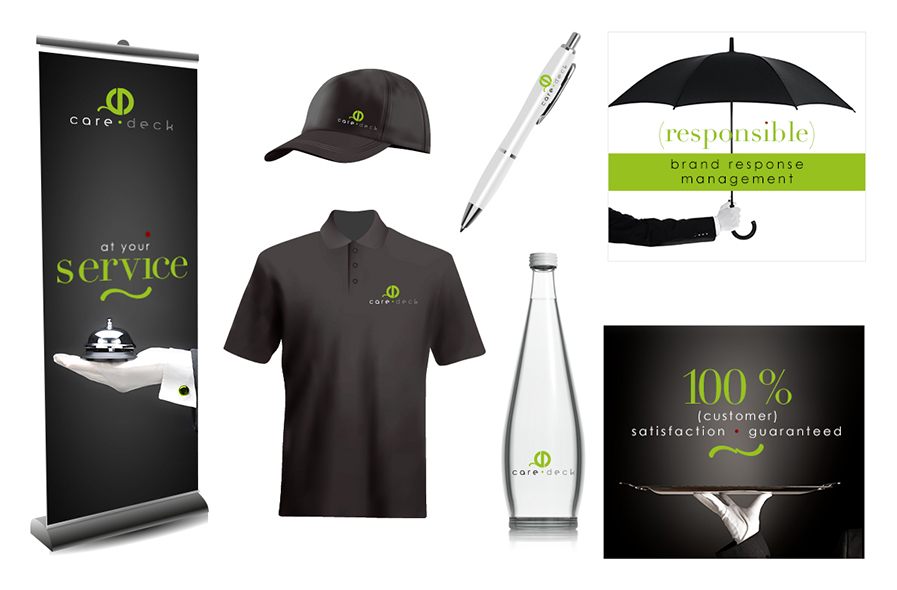 care•deck
at your
service
care•deck
care•deck
care•deck
care•deck
(responsible)
brand response
management
100 %
(customer)
satisfaction • guaranteed